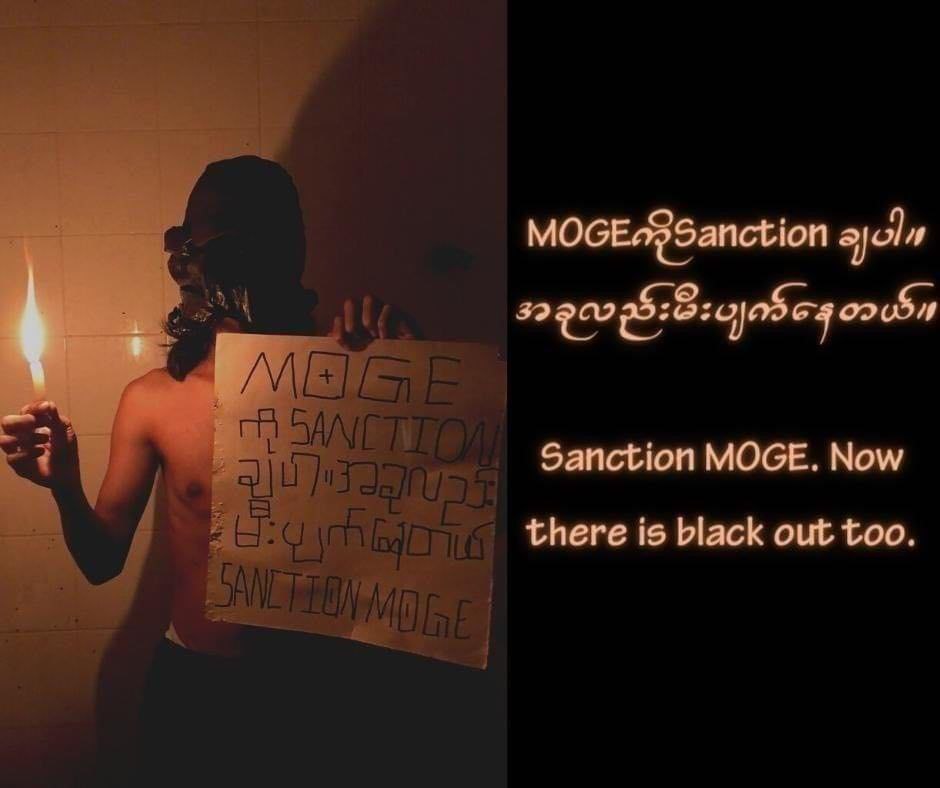 MOGE
ကို SANCTION
ချပါ။အခုလည်း
မီးပျက်နေတယ်
SANCTION MOGE
MOGEကိုSanction ချပါ။
အခုလည်းမီးပျက်နေတယ်။
Sanction MOGE. Now
there is black out too.